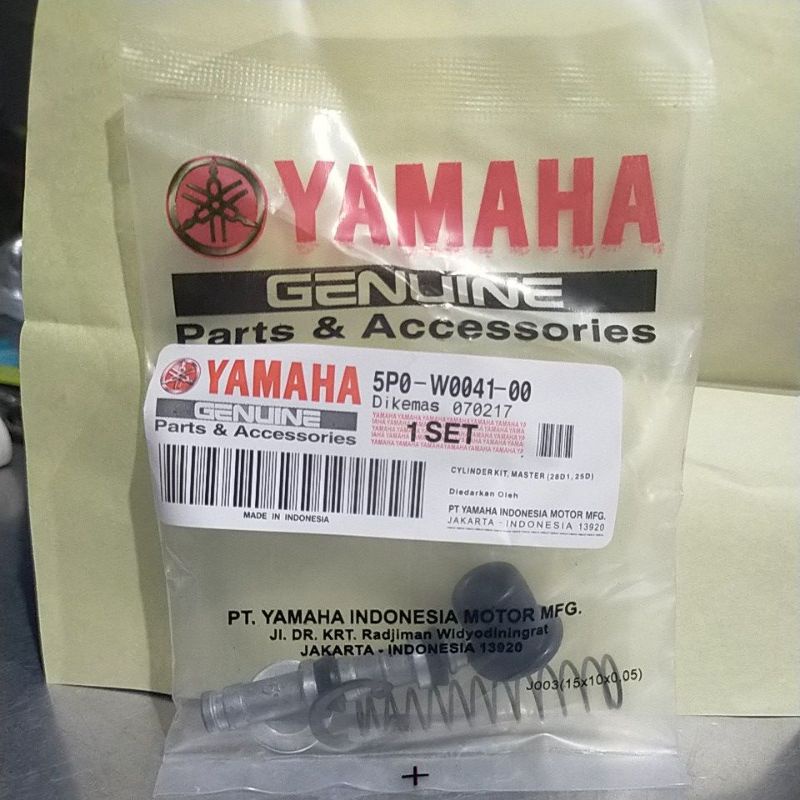 YAMAHA
GENUINE
Parts & Accessories
YAMAHA
GENUINE
Parts & Accessories
5P0-W0041-00
Dikemas 070217
1 SET
CYLINDER KIT, MASTER (28D1, 25D)
Diedarkan Oleh
PT YAMAHA INDONESIA MOTOR MFG.
JAKARTA - INDONESIA 13920
MADE IN INDONESIA
PT. YAMAHA INDONESIA MOTOR MFG.
Jl. DR. KRT. Radjiman Widyodiningrat
JAKARTA - INDONESIA 13920
J003(15x10x0,05)